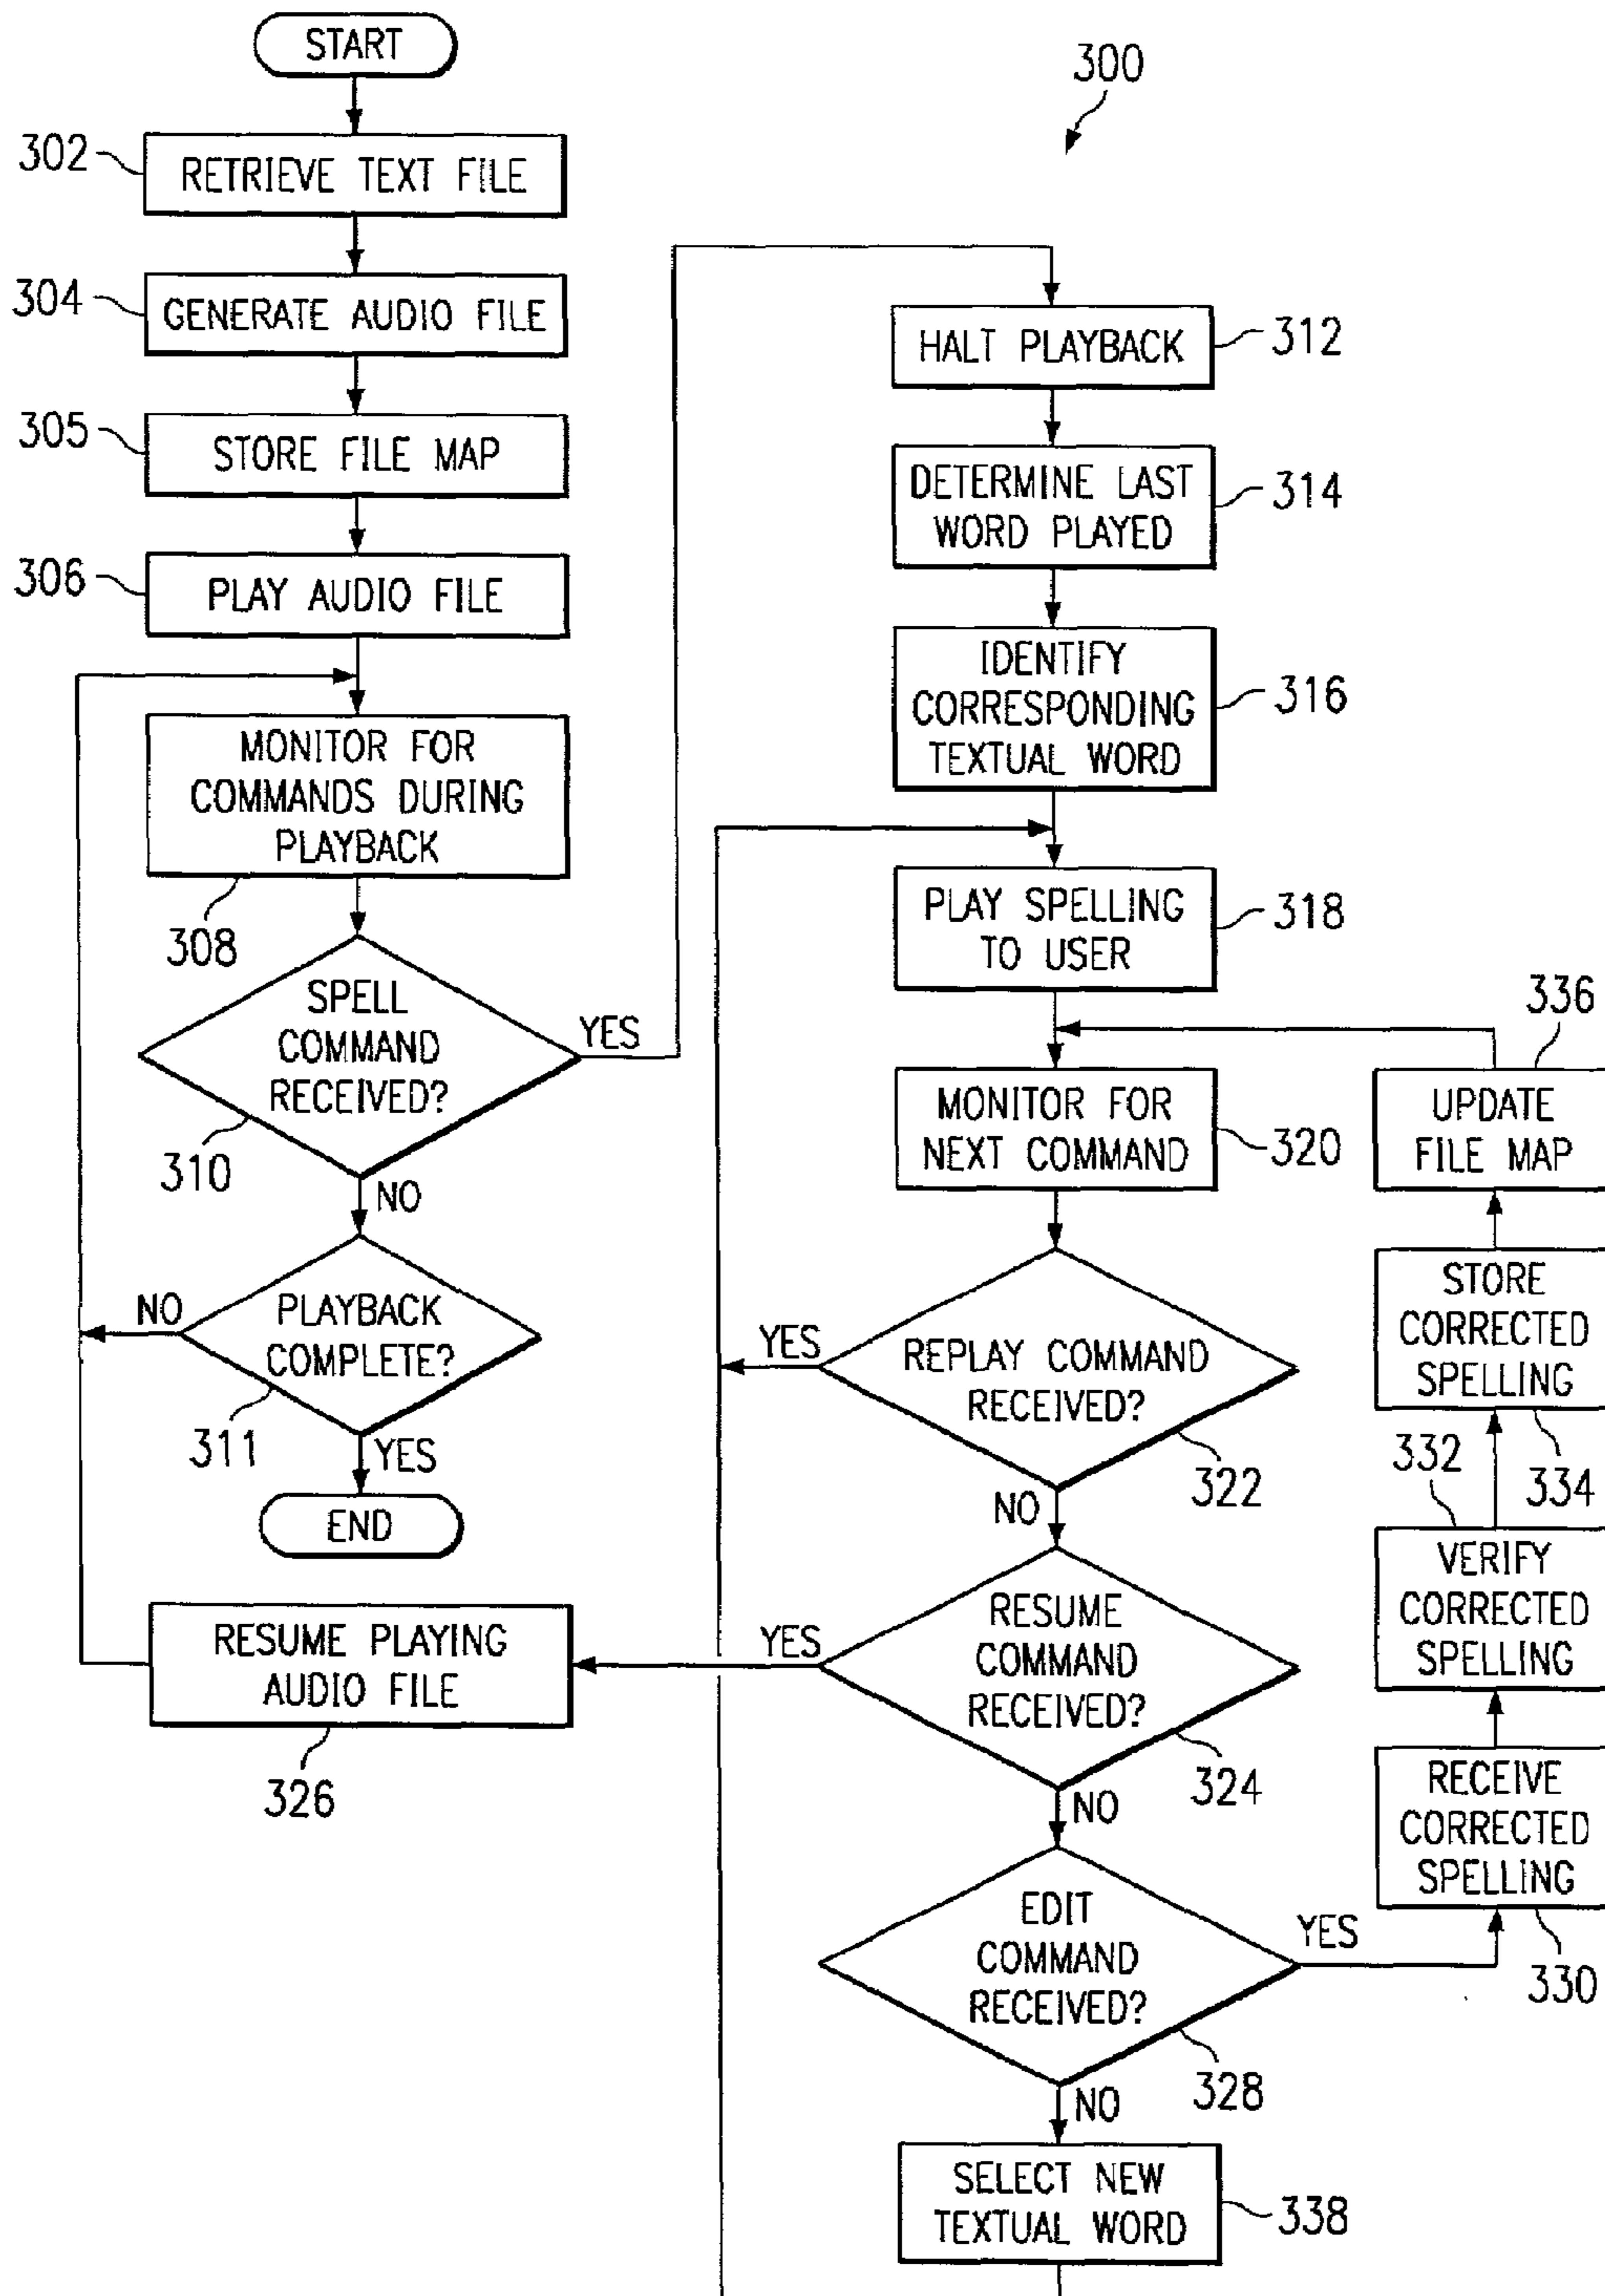 START
300
302
RETRIEVE TEXT FILE
304
GENERATE AUDIO FILE
305
STORE FILE MAP
306
PLAY AUDIO FILE
MONITOR FOR
COMMANDS DURING
PLAYBACK
308
SPELL
COMMAND
RECEIVED?
YES
310
NO
PLAYBACK
COMPLETE?
NO
311
YES
END
RESUME PLAYING
AUDIO FILE
326
HALT PLAYBACK
312
DETERMINE LAST
WORD PLAYED
314
IDENTIFY
CORRESPONDING
TEXTUAL WORD
316
PLAY SPELLING
TO USER
318
MONITOR FOR
NEXT COMMAND
320
REPLAY COMMAND
RECEIVED?
YES
322
NO
RESUME
COMMAND
RECEIVED?
YES
324
NO
EDIT
COMMAND
RECEIVED?
YES
328
NO
SELECT NEW
TEXTUAL WORD
338
336
UPDATE
FILE MAP
STORE
CORRECTED
SPELLING
334
332
VERIFY
CORRECTED
SPELLING
RECEIVE
CORRECTED
SPELLING
330